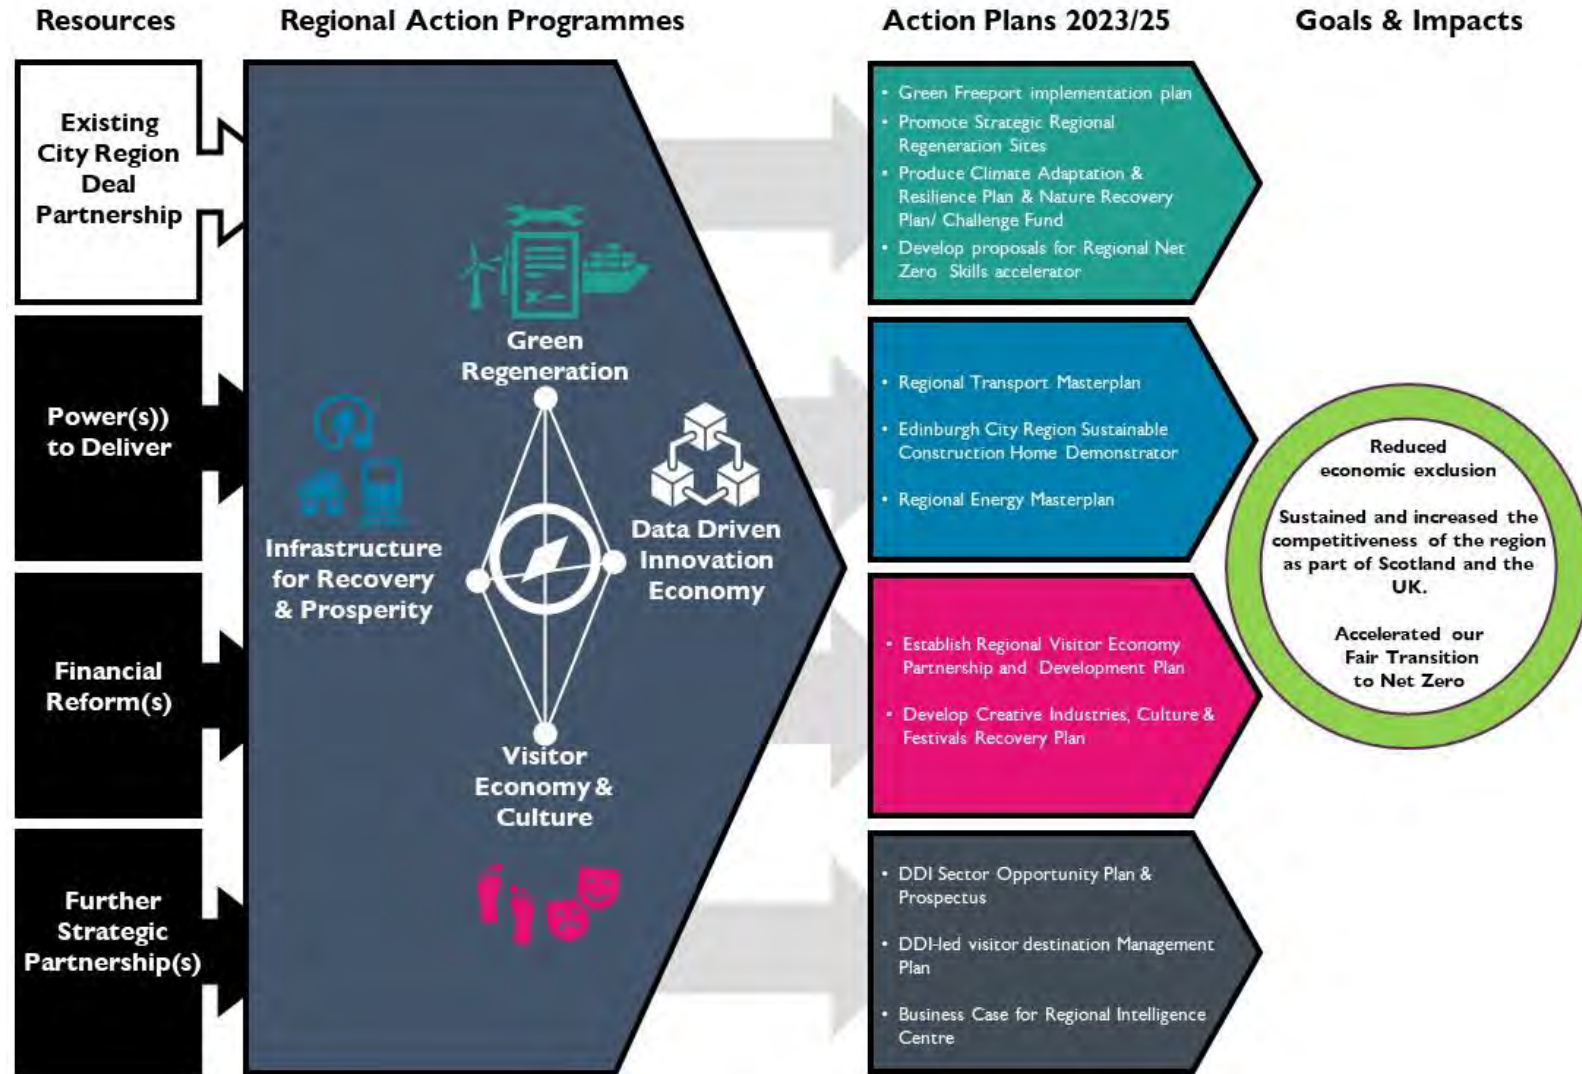 Resources
Regional Action Programmes
Action Plans 2023/25
Goals & Impacts
Existing
City Region
Deal
Partnership
Power(s))
to Deliver
Financial
Reform(s)
Further
Strategic
Partnership(s)
Green
Regeneration
Infrastructure
for Recovery
& Prosperity
Data Driven
Innovation
Economy
Visitor
Economy &
Culture
• Green Freeport implementation plan
• Promote Strategic Regional
Regeneration Sites
• Produce Climate Adaptation &
Resilience Plan & Nature Recovery
Plan/ Challenge Fund
• Develop proposals for Regional Net
Zero Skills accelerator
• Regional Transport Masterplan
• Edinburgh City Region Sustainable
Construction Home Demonstrator
• Regional Energy Masterplan
• Establish Regional Visitor Economy
Partnership and Development Plan
• Develop Creative Industries, Culture &
Festivals Recovery Plan
• DDI Sector Opportunity Plan &
Prospectus
• DDI-led visitor destination Management
Plan
• Business Case for Regional Intelligence
Centre
Reduced
economic exclusion
Sustained and increased the
competitiveness of the region
as part of Scotland and the
UK.
Accelerated our
Fair Transition
to Net Zero